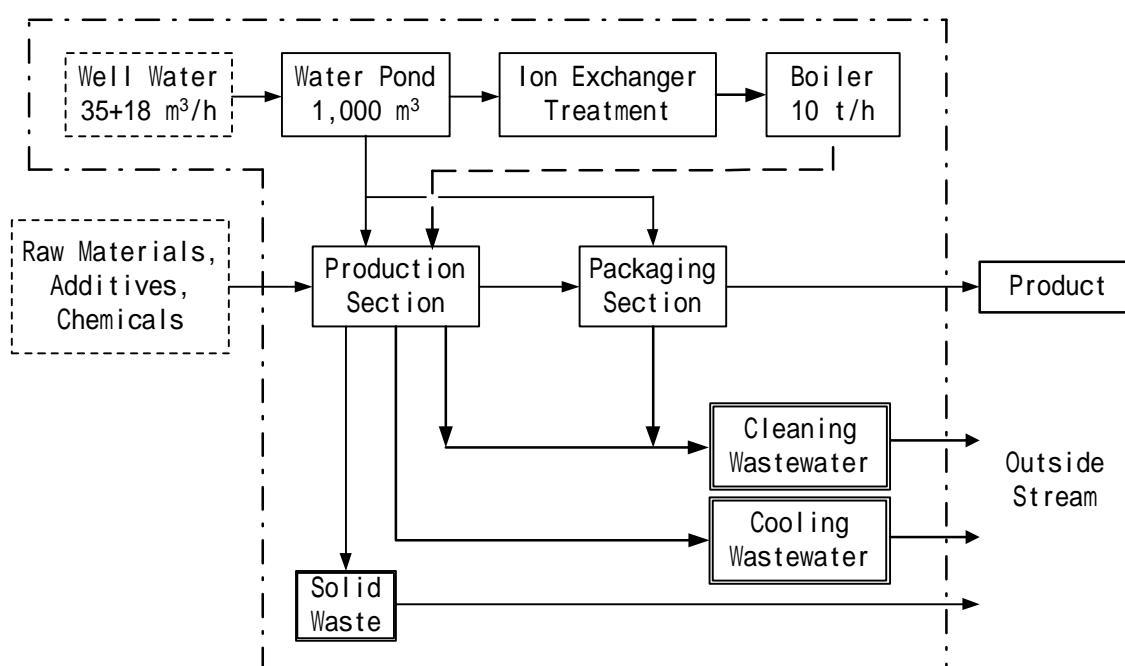 Well Water
35+18 m³/h
Water Pond
1,000 m³
Ion Exchanger
Treatment
Boiler
10 t/h
Raw Materials,
Additives,
Chemicals
Production
Section
Packaging
Section
Product
Cleaning
Wastewater
Outside
Stream
Cooling
Wastewater
Solid
Waste